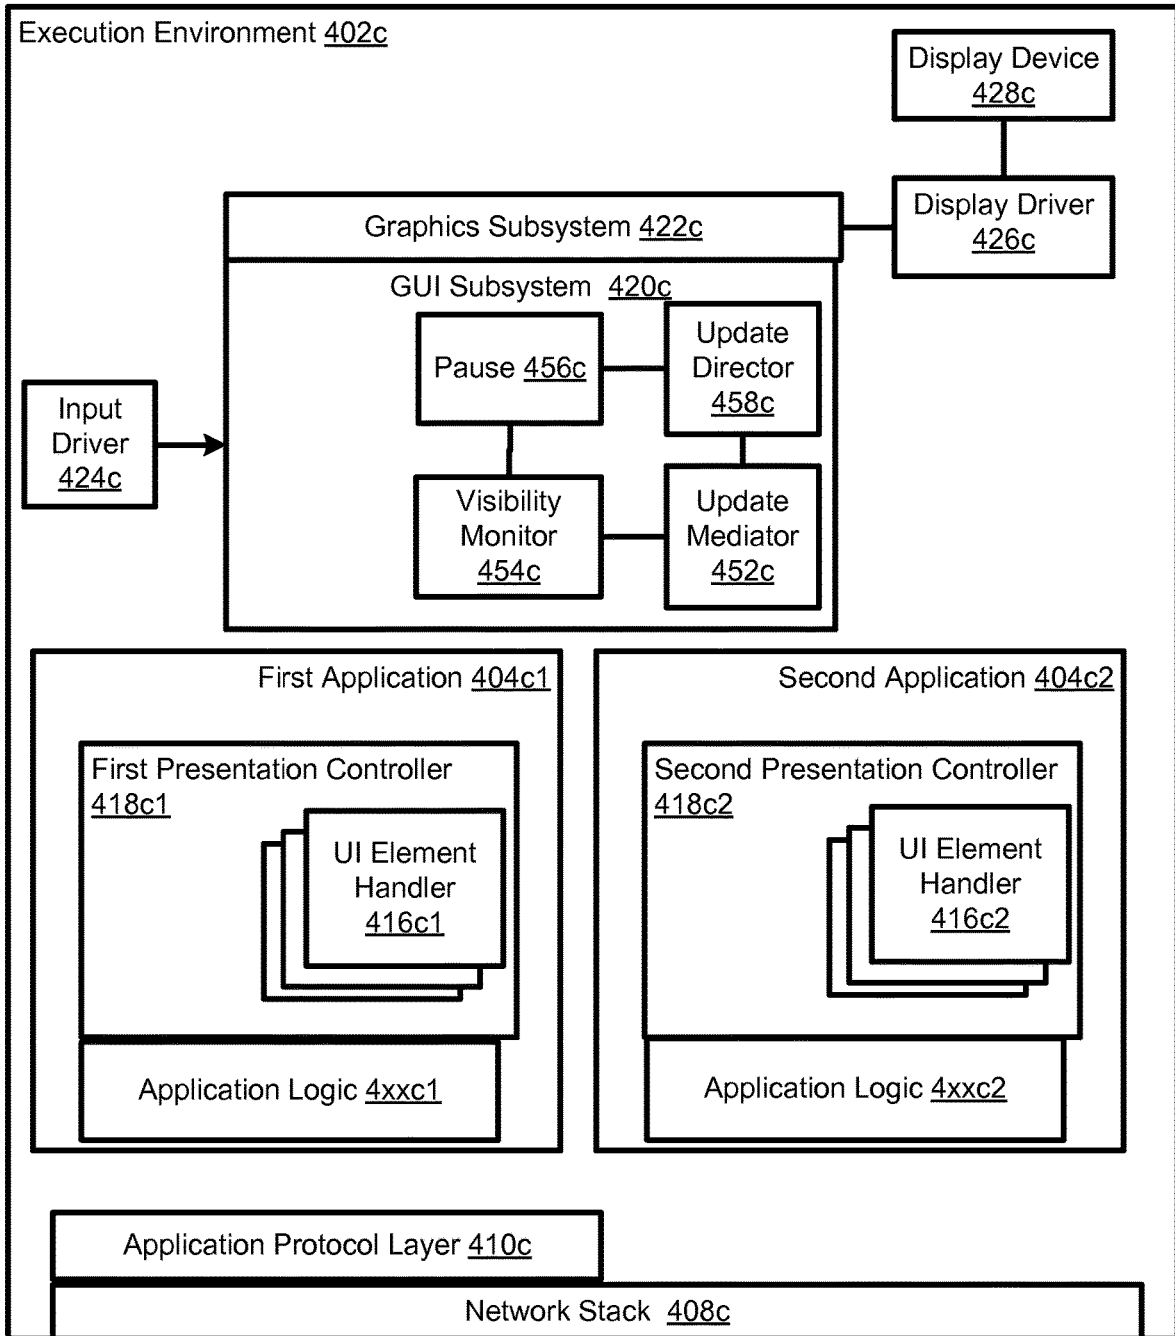 Execution Environment 402c
Display Device
428c
Display Driver
426c
Graphics Subsystem 422c
GUI Subsystem 420c
Pause 456c
Update
Director
458c
Input
Driver
424c
Visibility
Monitor
454c
Update
Mediator
452c
First Application 404c1
First Presentation Controller
418c1
UI Element
Handler
416c1
Application Logic 4xxc1
Second Application 404c2
Second Presentation Controller
418c2
UI Element
Handler
416c2
Application Logic 4xxc2
Application Protocol Layer 410c
Network Stack 408c